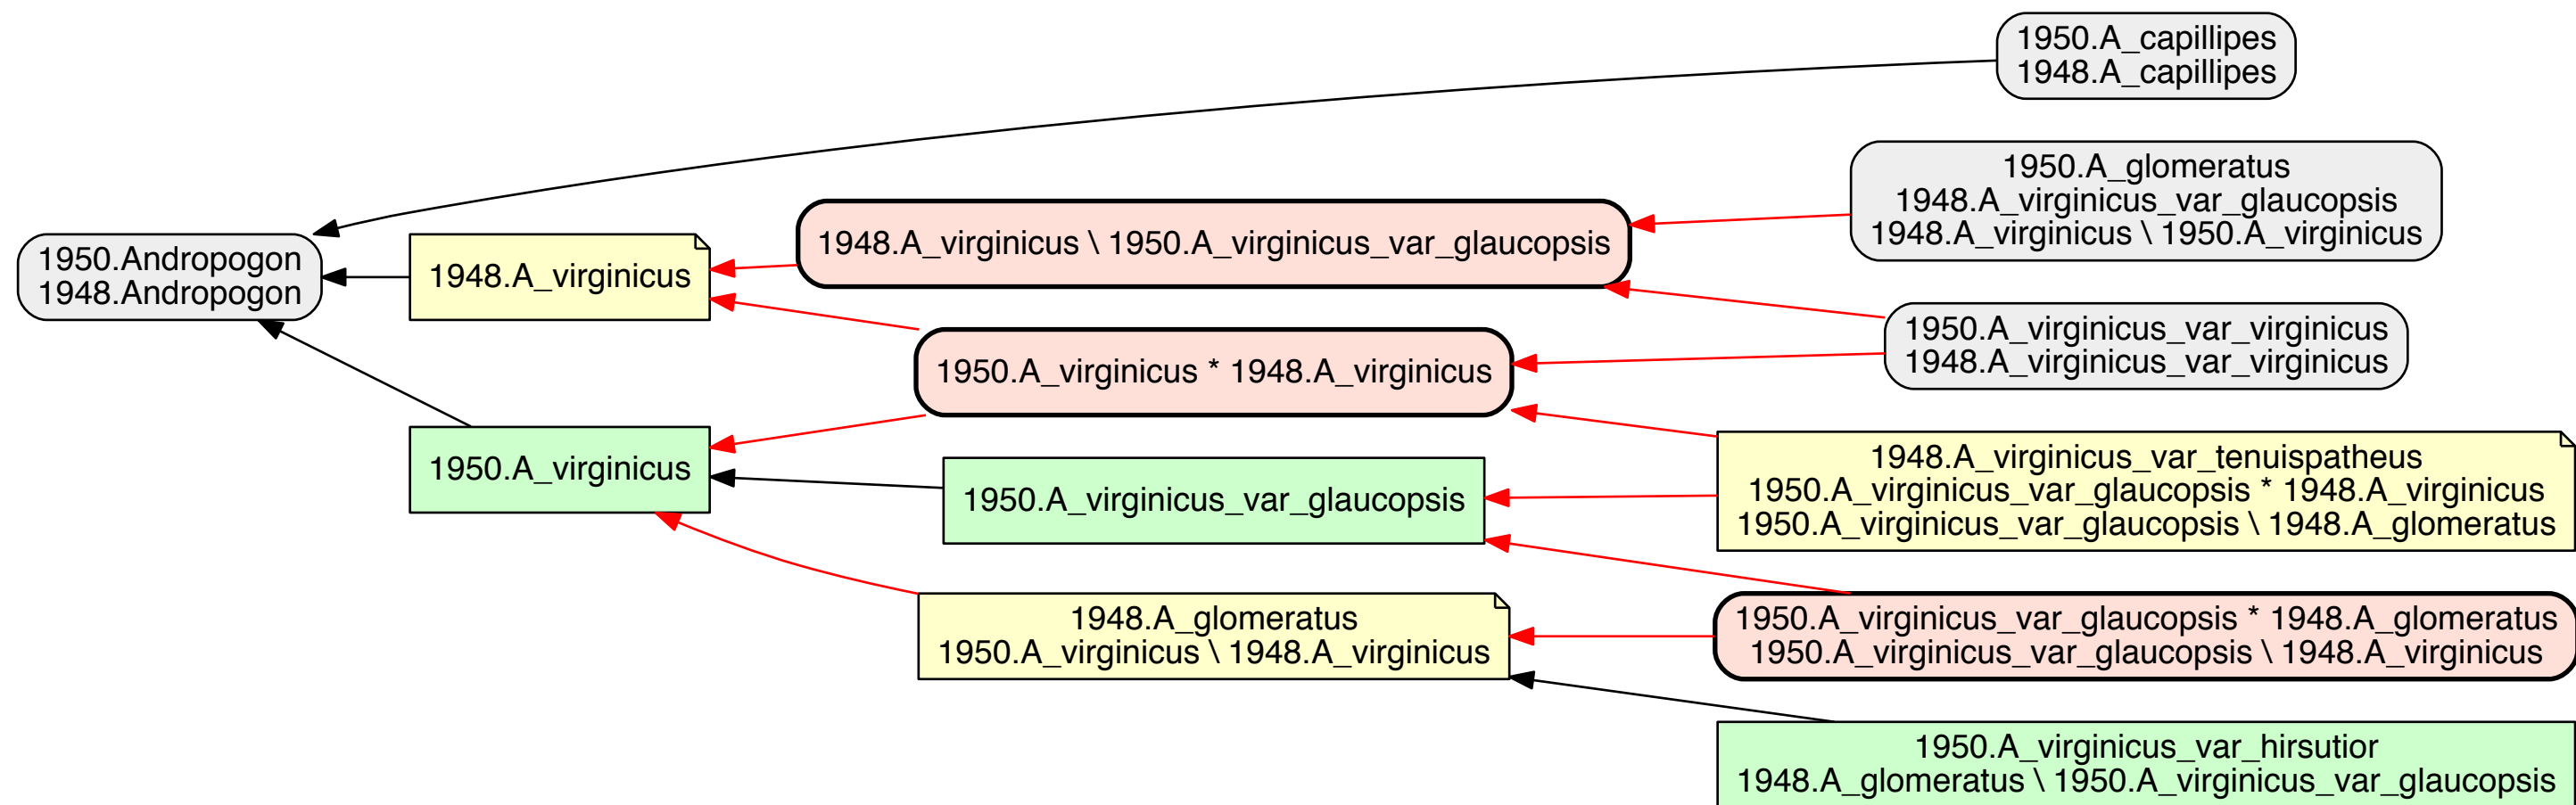 1950.A_capillipes
1948.A_capillipes
1950.A_glomeratus
1948.A_virginicus_var_glaucopsis
1948.A_virginicus \ 1950.A_virginicus
1948.A_virginicus \ 1950.A_virginicus_var_glaucopsis
1950.Andropogon
1948.Andropogon
1948.A_virginicus
1950.A_virginicus_var_virginicus
1948.A_virginicus_var_virginicus
1950.A_virginicus * 1948.A_virginicus
1950.A_virginicus
1950.A_virginicus_var_glaucopsis
1948.A_virginicus_var_tenuispatheus
1950.A_virginicus_var_glaucopsis * 1948.A_virginicus
1950.A_virginicus_var_glaucopsis \ 1948.A_glomeratus
1948.A_glomeratus
1950.A_virginicus \ 1948.A_virginicus
1950.A_virginicus_var_glaucopsis * 1948.A_glomeratus
1950.A_virginicus_var_glaucopsis \ 1948.A_virginicus
1950.A_virginicus_var_hirsutior
1948.A_glomeratus \ 1950.A_virginicus_var_glaucopsis